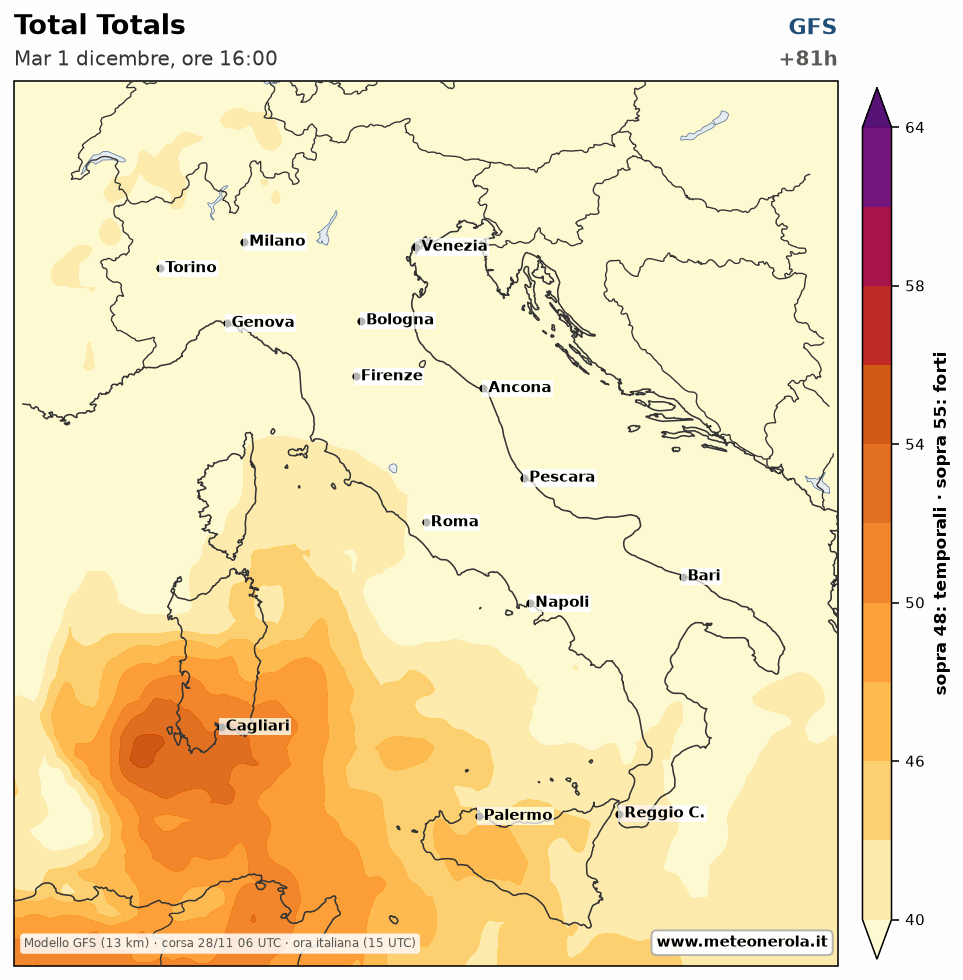 Total Totals
GFS
Mar 1 dicembre, ore 16:00
+81h
64
58
54
50
46
40
sopra 48: temporali · sopra 55: forti
Milano
Venezia
Torino
Genova
Bologna
Firenze
Ancona
Pescara
Roma
Bari
Napoli
Cagliari
Palermo
Reggio C.
Modello GFS (13 km) · corsa 28/11 06 UTC · ora italiana (15 UTC)
www.meteonerola.it